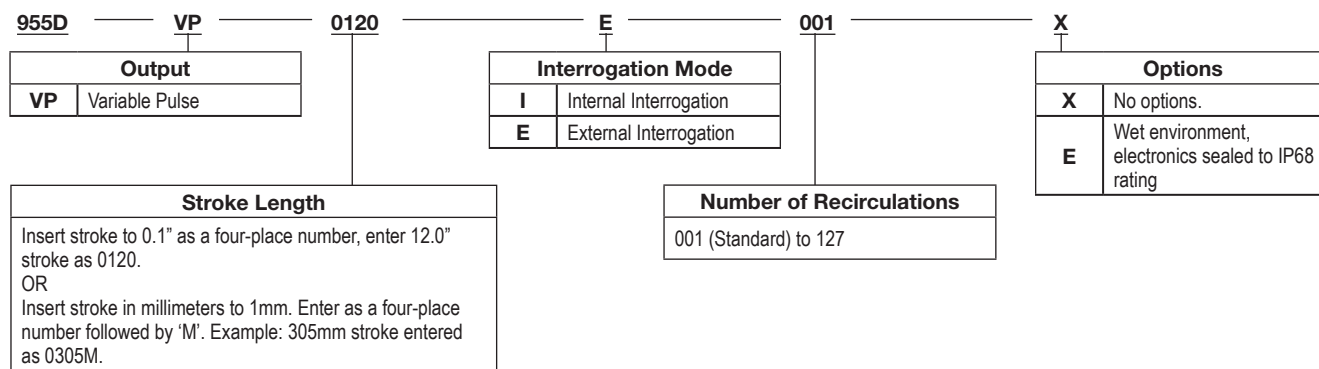 955D VP 0120 E 001 X
Output
VP Variable Pulse
Interrogation Mode
I Internal Interrogation
E External Interrogation
Options
X No options.
E Wet environment,
electronics sealed to IP68
rating
Stroke Length
Insert stroke to 0.1” as a four-place number, enter 12.0”
stroke as 0120.
OR
Insert stroke in millimeters to 1mm. Enter as a four-place
number followed by ‘M’. Example: 305mm stroke entered
as 0305M.
Number of Recirculations
001 (Standard) to 127